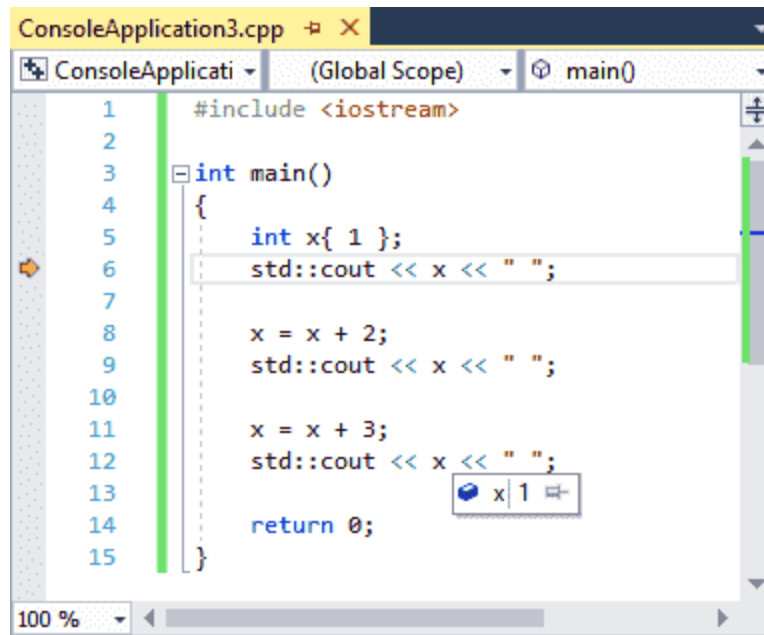 ConsoleApplication3.cpp
ConsoleApplicati (Global Scope) main()
1 #include <iostream>
2
3 int main()
4 {
5 int x{ 1 };
6 std::cout << x << " ";
7
8 x = x + 2;
9 std::cout << x << " ";
10
11 x = x + 3;
12 std::cout << x << " ";
13 x 1
14 return 0;
15 }
100 %